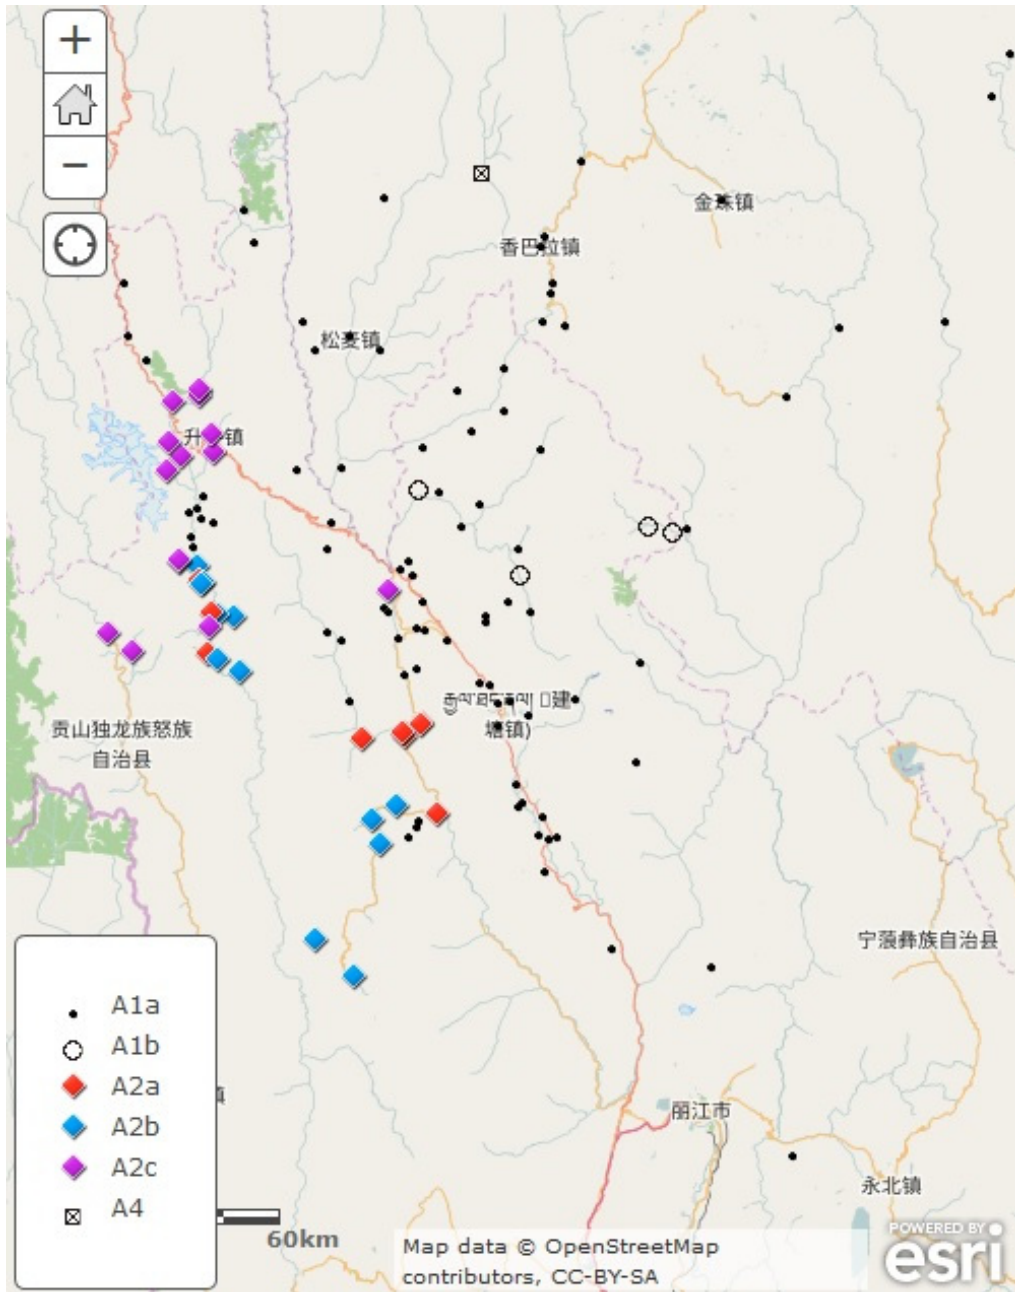 金珠镇
香巴拉镇
松麦镇
升 镇
建
塘镇)
贡山独龙族怒族
自治县
宁蒗彝族自治县
A1a
A1b
A2a
A2b
A2c
A4
镇
丽江市
永北镇
60km
Map data © OpenStreetMap
contributors, CC-BY-SA
POWERED BY
esri